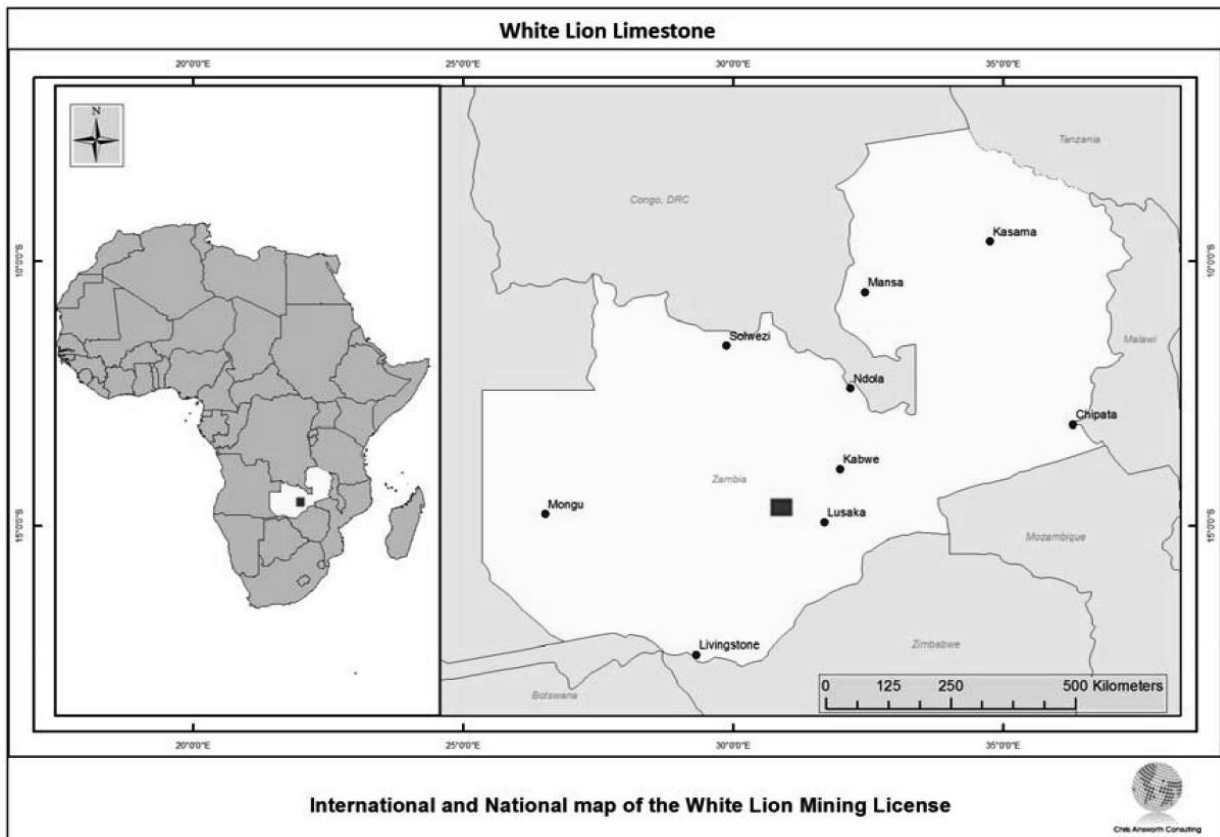 White Lion Limestone
20°0'0"E
25°0'0"E
30°0'0"E
35°0'0"E
N
Tanzania
Congo, DRC
10°0'0"S
Kasama
10°0'0"S
Mansa
Malawi
Solwezi
Ndola
Chipata
Kabwe
Zambia
Mongu
Lusaka
15°0'0"S
15°0'0"S
Mozambique
Livingstone
Zimbabwe
Botswana
0 125 250 500 Kilometers
20°0'0"E
25°0'0"E
30°0'0"E
35°0'0"E
International and National map of the White Lion Mining License
Chris Ainsworth Consulting